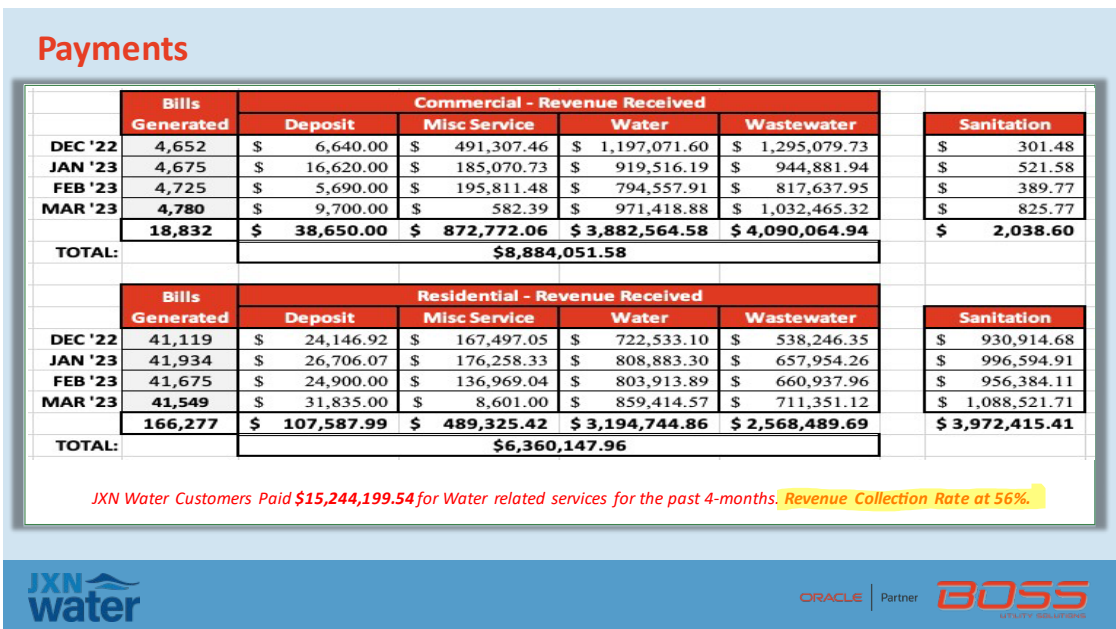 Payments
Bills Commercial - Revenue Received
Generated Deposit Misc Service Water Wastewater Sanitation
DEC '22 4,652 $ 6,640.00 $ 491,307.46 $ 1,197,071.60 $ 1,295,079.73 $ 301.48
JAN '23 4,675 $ 16,620.00 $ 185,070.73 $ 919,516.19 $ 944,881.94 $ 521.58
FEB '23 4,725 $ 5,690.00 $ 195,811.48 $ 794,557.91 $ 817,637.95 $ 389.77
MAR '23 4,780 $ 9,700.00 $ 582.39 $ 971,418.88 $ 1,032,465.32 $ 825.77
18,832 $ 38,650.00 $ 872,772.06 $ 3,882,564.58 $ 4,090,064.94 $ 2,038.60
TOTAL: $8,884,051.58
Bills Residential - Revenue Received
Generated Deposit Misc Service Water Wastewater Sanitation
DEC '22 41,119 $ 24,146.92 $ 167,497.05 $ 722,533.10 $ 538,246.35 $ 930,914.68
JAN '23 41,934 $ 26,706.07 $ 176,258.33 $ 808,883.30 $ 657,954.26 $ 996,594.91
FEB '23 41,675 $ 24,900.00 $ 136,969.04 $ 803,913.89 $ 660,937.96 $ 956,384.11
MAR '23 41,549 $ 31,835.00 $ 8,601.00 $ 859,414.57 $ 711,351.12 $ 1,088,521.71
166,277 $ 107,587.99 $ 489,325.42 $ 3,194,744.86 $ 2,568,489.69 $ 3,972,415.41
TOTAL: $6,360,147.96
JXN Water Customers Paid $15,244,199.54 for Water related services for the past 4-months. Revenue Collection Rate at 56%.
JXN
water
ORACLE | Partner
BOSS
UTILITY SOLUTIONS